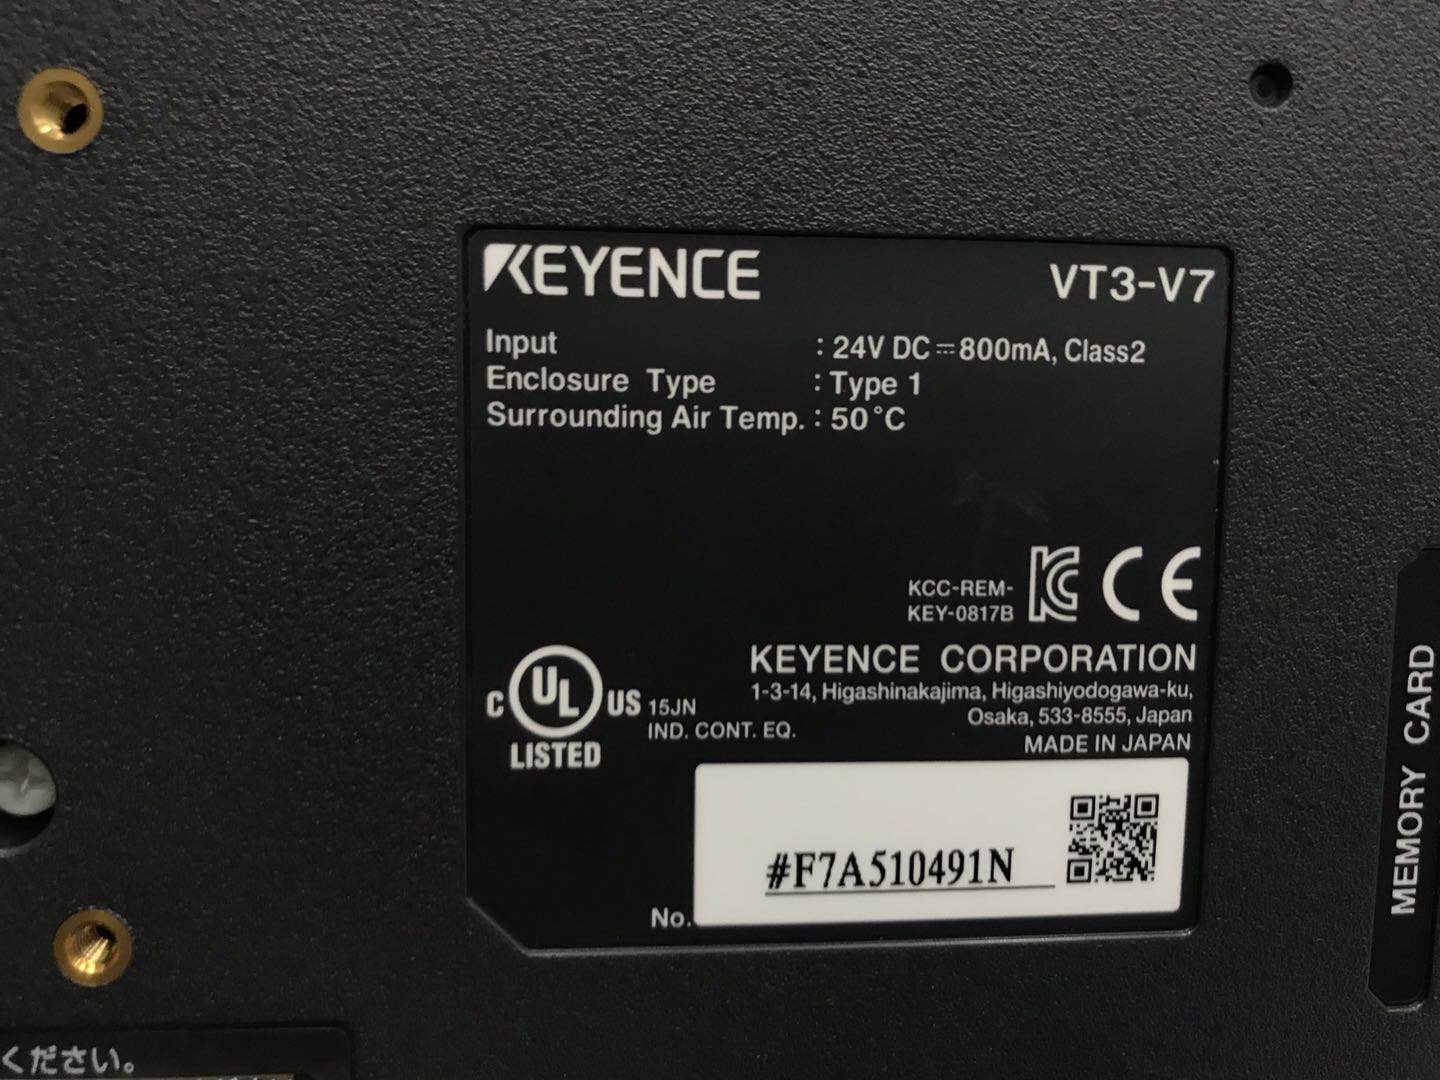 KEYENCE VT3-V7
Input : 24V DC⎓800mA, Class2
Enclosure Type : Type 1
Surrounding Air Temp. : 50°C
KCC-REM-
KEY-0817B
CE
KEYENCE CORPORATION
1-3-14, Higashinakajima, Higashiyodogawa-ku,
Osaka, 533-8555, Japan
MADE IN JAPAN
C UL US 15JN
IND. CONT. EQ.
LISTED
#F7A510491N
No.
MEMORY CARD
ください。